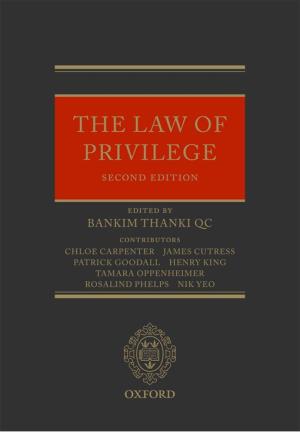 THE LAW OF
PRIVILEGE
SECOND EDITION
EDITED BY
BANKIM THANKI QC
CONTRIBUTORS
CHLOE CARPENTER JAMES CUTRESS
PATRICK GOODALL HENRY KING
TAMARA OPPENHEIMER
ROSALIND PHELPS NIK YEO
OXFORD